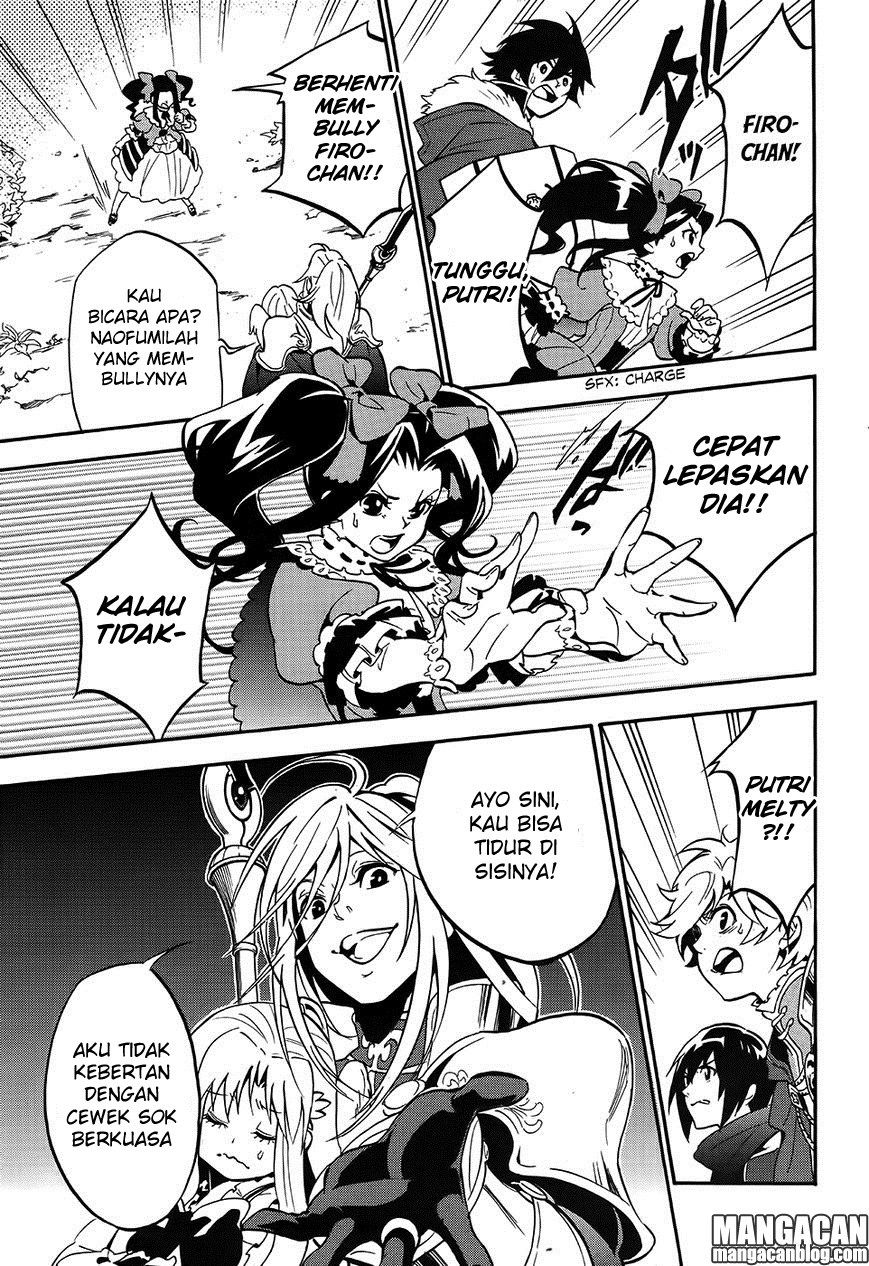 FIRO-
CHAN!
TUNGGU,
PUTRI!
SFX: CHARGE
BERHENTI
MEM-
BULLY
FIRO-
CHAN!!
KAU
BICARA APA?
NAOFUMILAH
YANG MEM-
BULLYNYA
CEPAT
LEPASKAN
DIA!!
KALAU
TIDAK-
PUTRI
MELTY
?!!
AYO SINI,
KAU BISA
TIDUR DI
SISINYA!
AKU TIDAK
KEBERTAN
DENGAN
CEWEK SOK
BERKUASA
MANGACAN
mangacanblog.com